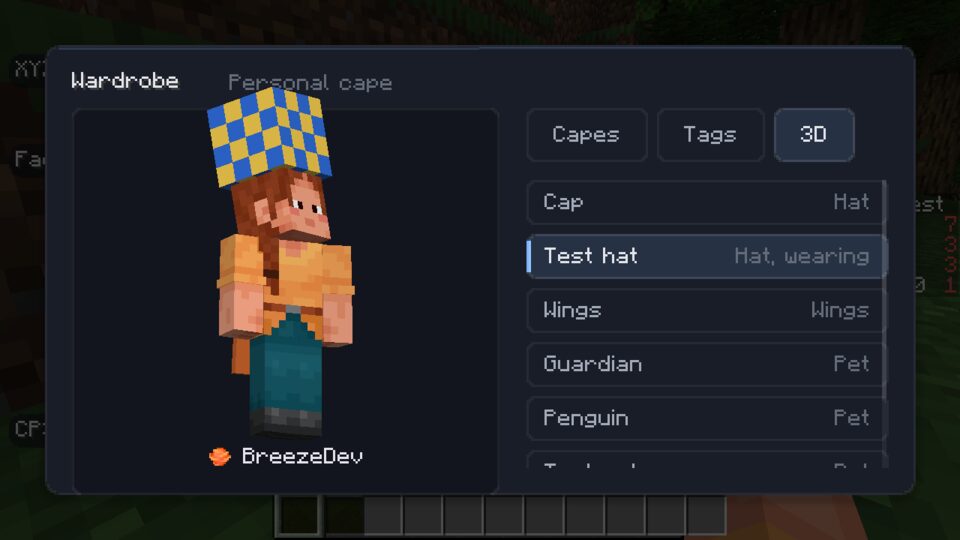 Wardrobe Personal cape
Capes Tags 3D
Cap Hat
Test hat Hat, wearing
Wings Wings
Guardian Pet
Penguin Pet
BreezeDev